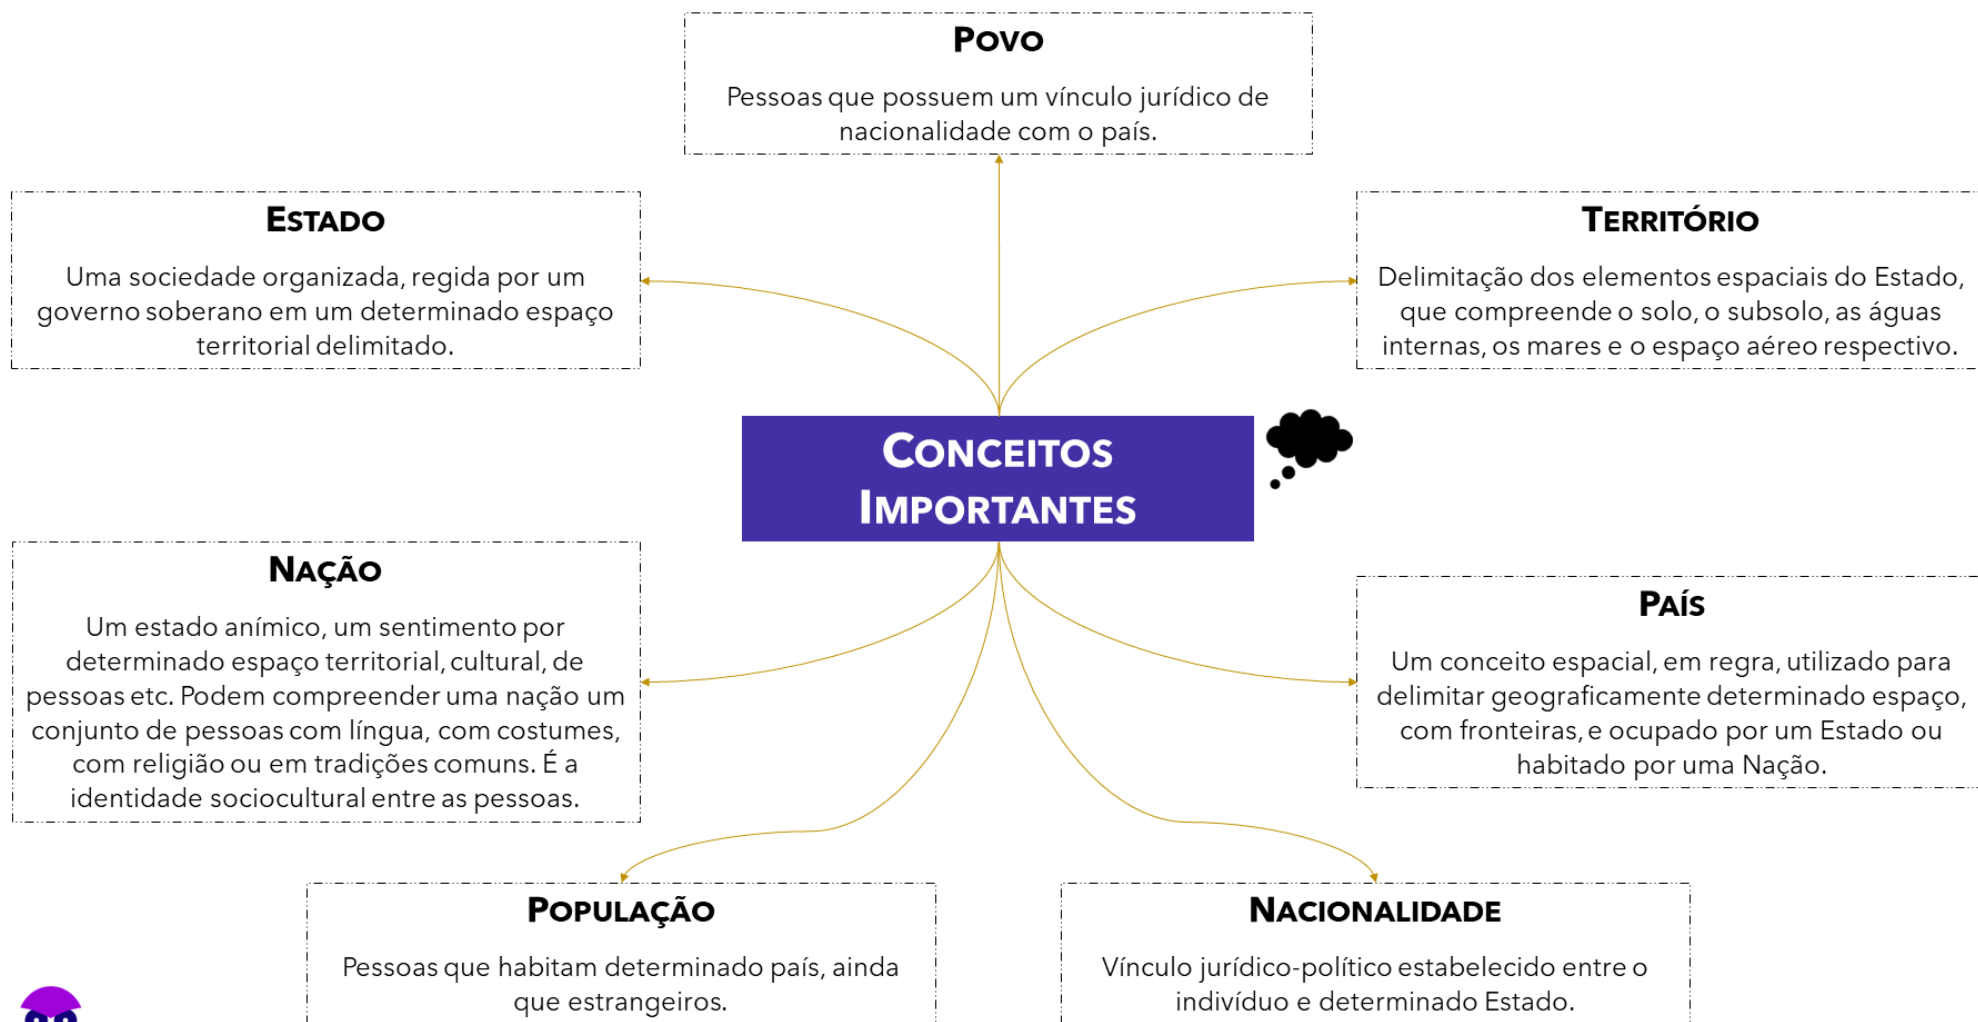 POVO
Pessoas que possuem um vínculo jurídico de
nacionalidade com o país.
ESTADO
Uma sociedade organizada, regida por um
governo soberano em um determinado espaço
territorial delimitado.
TERRITÓRIO
Delimitação dos elementos espaciais do Estado,
que compreende o solo, o subsolo, as águas
internas, os mares e o espaço aéreo respectivo.
CONCEITOS
IMPORTANTES
NAÇÃO
Um estado anímico, um sentimento por
determinado espaço territorial, cultural, de
pessoas etc. Podem compreender uma nação um
conjunto de pessoas com língua, com costumes,
com religião ou em tradições comuns. É a
identidade sociocultural entre as pessoas.
PAÍS
Um conceito espacial, em regra, utilizado para
delimitar geograficamente determinado espaço,
com fronteiras, e ocupado por um Estado ou
habitado por uma Nação.
POPULAÇÃO
Pessoas que habitam determinado país, ainda
que estrangeiros.
NACIONALIDADE
Vínculo jurídico-político estabelecido entre o
indivíduo e determinado Estado.